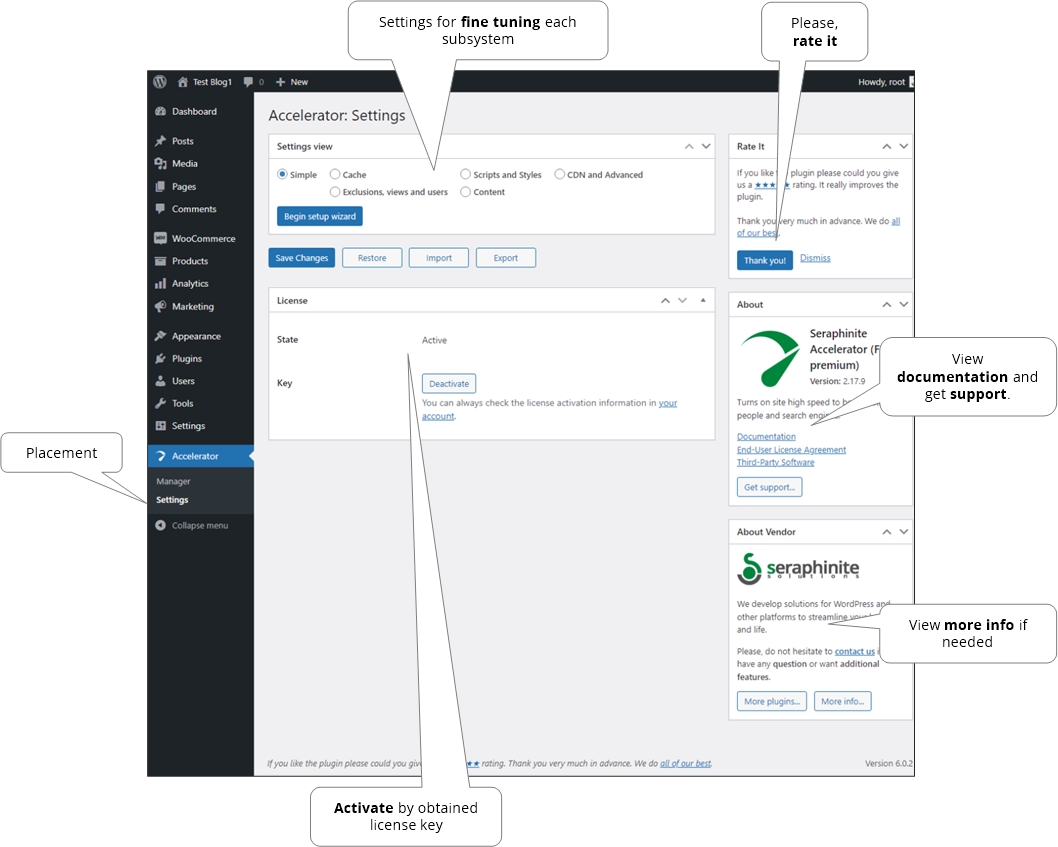 Settings for fine tuning each
subsystem
Please,
rate it
Test Blog1 0 New
Howdy, root
Dashboard
Posts
Media
Pages
Comments
WooCommerce
Products
Analytics
Marketing
Appearance
Plugins
Users
Tools
Settings
Accelerator
Manager
Settings
Collapse menu
Placement
Accelerator: Settings
Settings view
Simple Cache Scripts and Styles CDN and Advanced
Exclusions, views and users Content
Begin setup wizard
Save Changes Restore Import Export
License
State Active
Key Deactivate
You can always check the license activation information in your
account.
Activate by obtained
license key
Rate It
If you like plugin please could you give
us a ★★★ rating. It really improves the
plugin.
Thank you very much in advance. We do all
of our best.
Thank you! Dismiss
About
Seraphinite
Accelerator
premium)
Version: 2.17.9
Turns on site high speed to
people and search
Documentation
End-User License Agreement
Third-Party Software
Get support...
View
documentation and
get support.
About Vendor
seraphinite
solutions
We develop solutions for WordPress and
other platforms to streamline
and life.
Please, do not hesitate to contact us
have any question or want additional
features.
More plugins... More info...
View more info if
needed
If you like the plugin please could you ★★ rating. Thank you very much in advance. We do all of our best.
Version 6.0.2